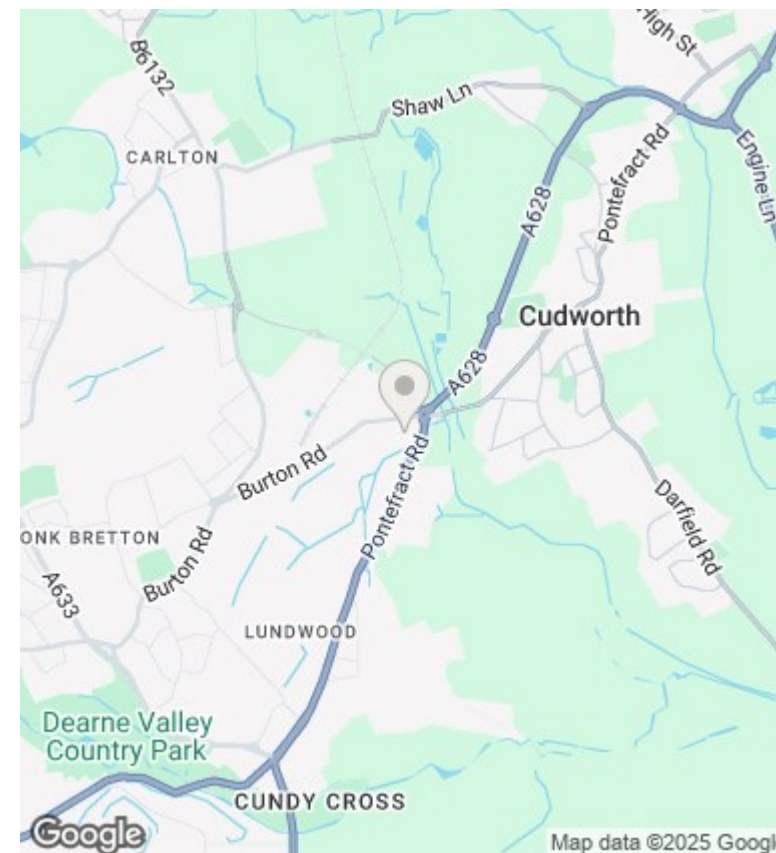 High St
B6132
Shaw Ln
CARLTON
A628
Pontefract Rd
Engine Ln
Cudworth
A628
Burton Rd
Pontefract Rd
Darfield Rd
ONK BRETTON
Burton Rd
A633
LUNDWOOD
Dearne Valley
Country Park
CUNDY CROSS
Google
Map data ©2025 Googl